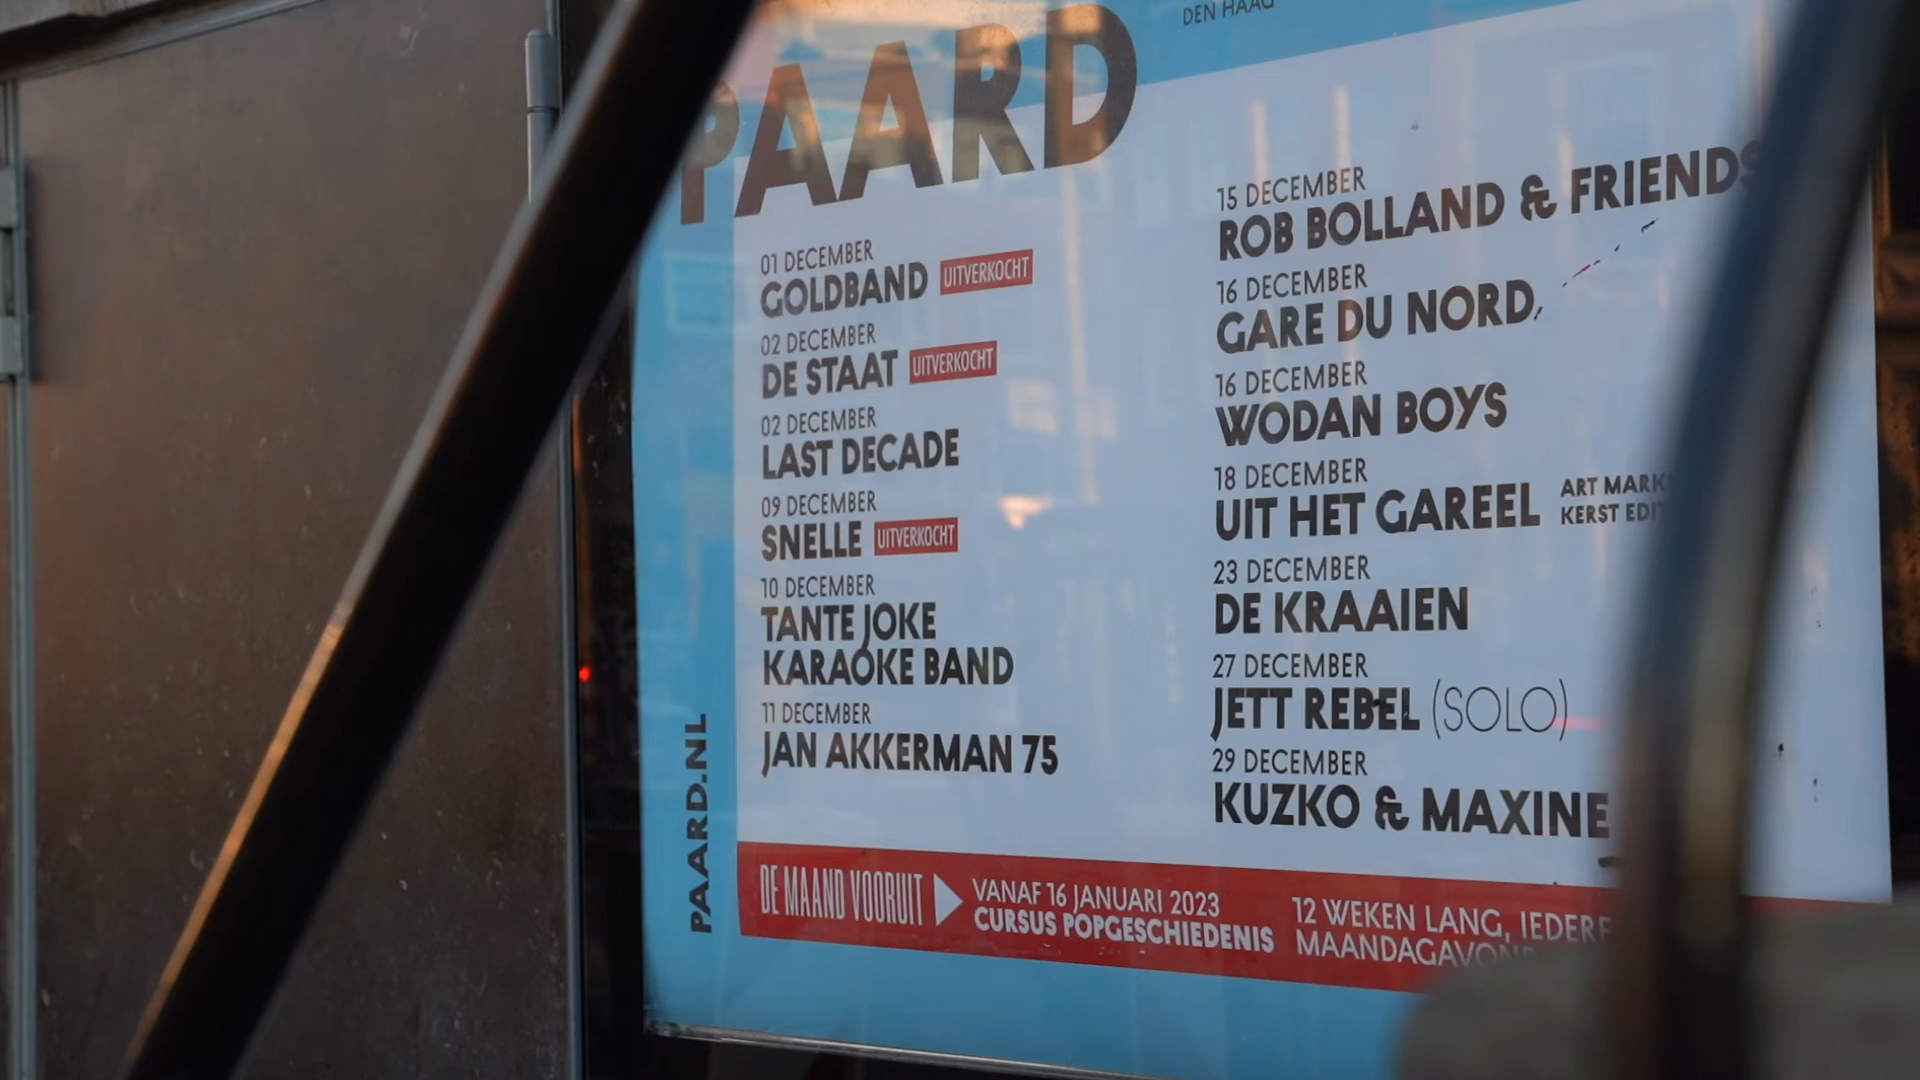 DEN HAAG
PAARD
01 DECEMBER
GOLDBAND UITVERKOCHT
02 DECEMBER
DE STAAT UITVERKOCHT
02 DECEMBER
LAST DECADE
09 DECEMBER
SNELLE UITVERKOCHT
10 DECEMBER
TANTE JOKE
KARAOKE BAND
11 DECEMBER
JAN AKKERMAN 75
15 DECEMBER
ROB BOLLAND & FRIENDS
16 DECEMBER
GARE DU NORD
16 DECEMBER
WODAN BOYS
18 DECEMBER
UIT HET GAREEL ART
KERST
23 DECEMBER
DE KRAAIEN
27 DECEMBER
JETT REBEL (SOLO)
29 DECEMBER
KUZKO & MAXINE
PAARD.NL
DE MAAND VOORUIT
VANAF 16 JANUARI 2023
CURSUS POPGESCHIEDENIS
12 WEKEN LANG, IEDERE